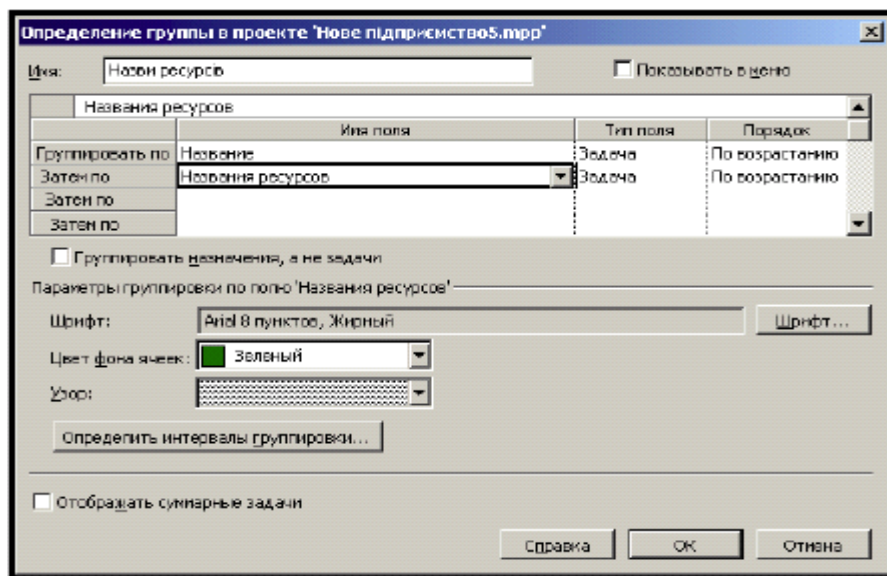 Определение группы в проекте 'Нове підприємство5.mpp'
Имя: Назви ресурсів Показывать в меню
Названия ресурсов
Имя поля Тип поля Порядок
Группировать по Название Задача По возрастанию
Затем по Названия ресурсов Задача По возрастанию
Затем по
Затем по
Группировать назначения, а не задачи
Параметры группировки по полю 'Названия ресурсов'
Шрифт: Arial 8 пунктов, Жирный Шрифт...
Цвет фона ячеек: Зеленый
Узор:
Определить интервалы группировки...
Отображать суммарные задачи
Справка ОК Отмена